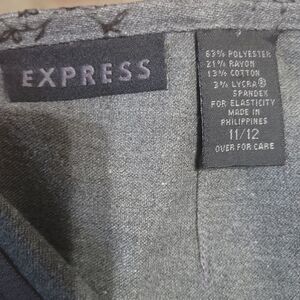 EXPRESS
63% POLYESTER
21% RAYON
13% COTTON
3% LYCRA®
SPANDEX
FOR ELASTICITY
MADE IN
PHILIPPINES
11/12
OVER FOR CARE